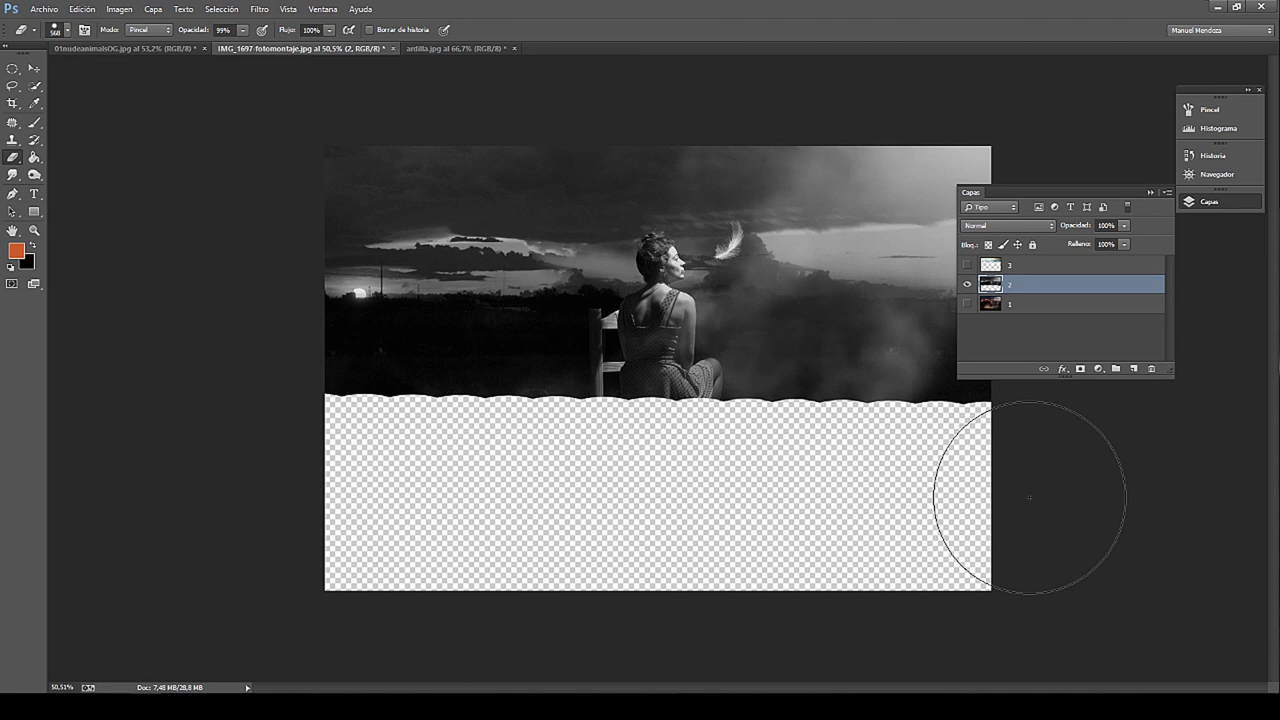 Ps Archivo Edición Imagen Capa Texto Selección Filtro Vista Ventana Ayuda
568 Modo: Pincel Opacidad: 99% Flujo: 100% Borrar de historia Manuel Mendoza
01nudeanimalsOG.jpg al 53,2% (RGB/8) * × IMG_1697-fotomontaje.jpg al 50,5% (2, RGB/8) * × ardilla.jpg al 66,7% (RGB/8) * ×
Pincel
Histograma
Historia
Navegador
Capas
Capas
Tipo
Normal Opacidad: 100%
Bloq.: Relleno: 100%
3
2
1
50,51% Doc: 7,48 MB/28,8 MB